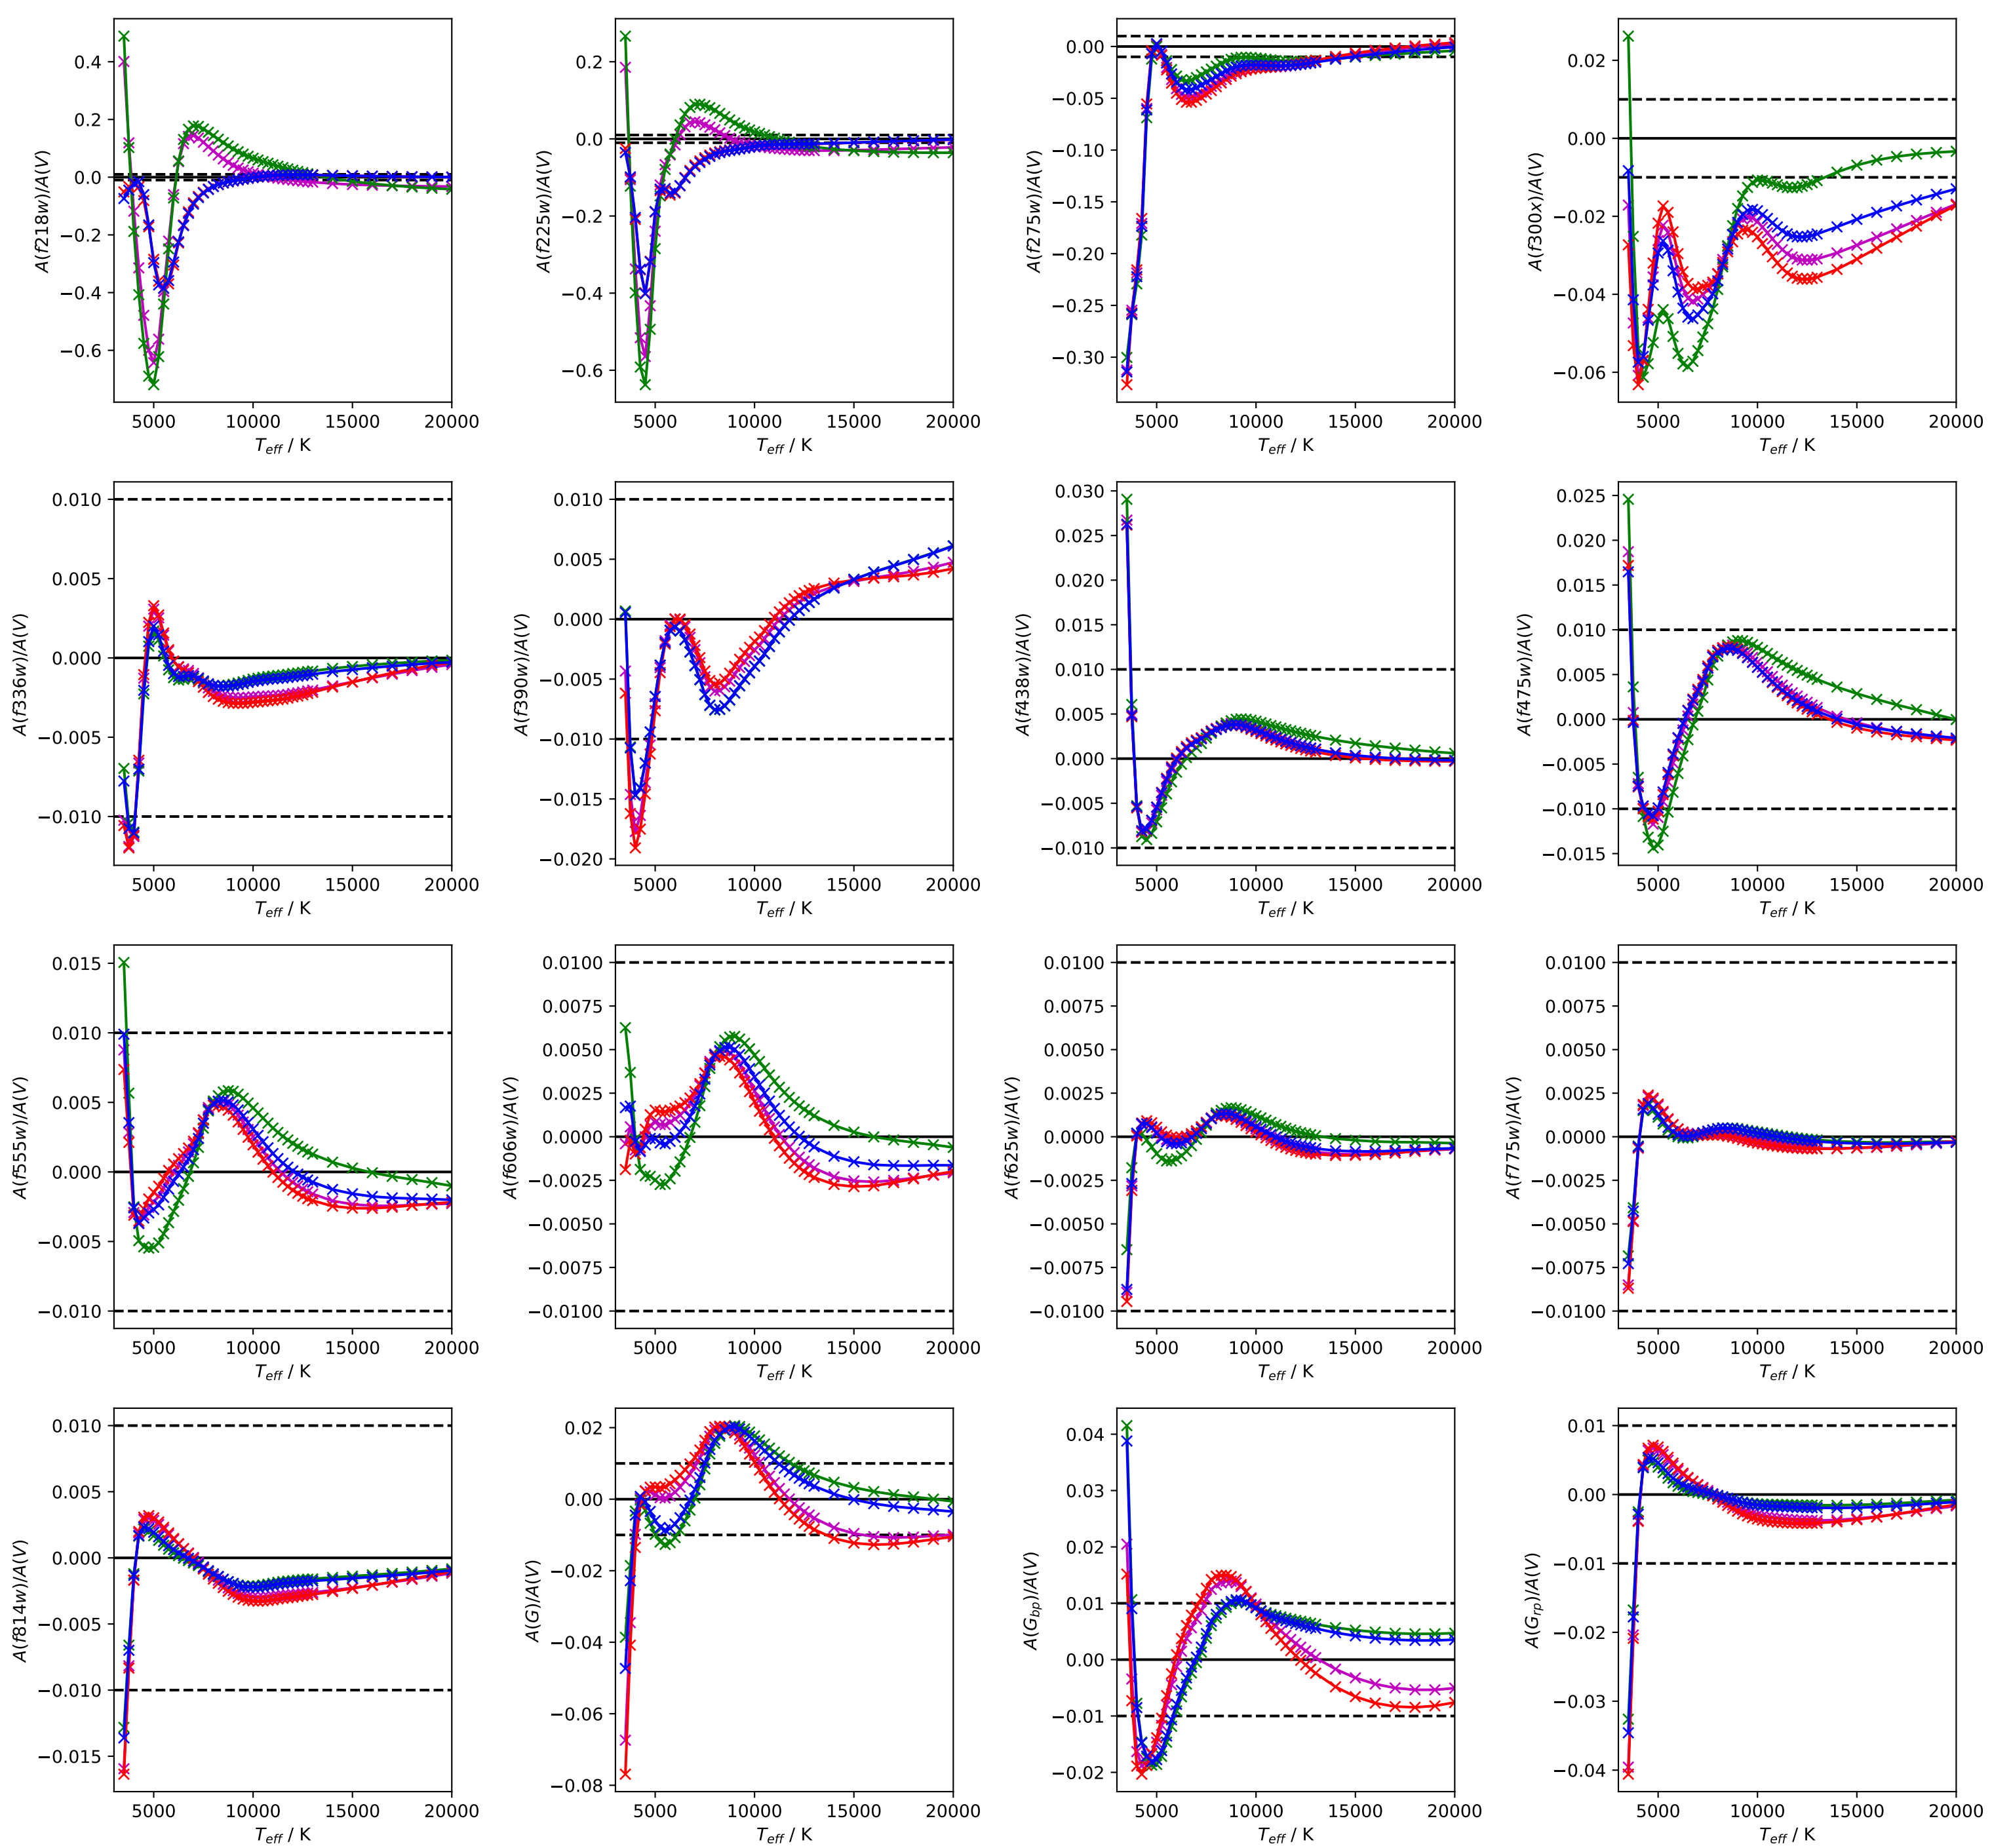 A(f218w)/A(V)
0.4
0.2
0.0
−0.2
−0.4
−0.6
5000 10000 15000 20000
T_eff / K
A(f225w)/A(V)
0.2
0.0
−0.2
−0.4
−0.6
5000 10000 15000 20000
T_eff / K
A(f275w)/A(V)
0.00
−0.05
−0.10
−0.15
−0.20
−0.25
−0.30
5000 10000 15000 20000
T_eff / K
A(f300x)/A(V)
0.02
0.00
−0.02
−0.04
−0.06
5000 10000 15000 20000
T_eff / K
A(f336w)/A(V)
0.010
0.005
0.000
−0.005
−0.010
5000 10000 15000 20000
T_eff / K
A(f390w)/A(V)
0.010
0.005
0.000
−0.005
−0.010
−0.015
−0.020
5000 10000 15000 20000
T_eff / K
A(f438w)/A(V)
0.030
0.025
0.020
0.015
0.010
0.005
0.000
−0.005
−0.010
5000 10000 15000 20000
T_eff / K
A(f475w)/A(V)
0.025
0.020
0.015
0.010
0.005
0.000
−0.005
−0.010
−0.015
5000 10000 15000 20000
T_eff / K
A(f555w)/A(V)
0.015
0.010
0.005
0.000
−0.005
−0.010
5000 10000 15000 20000
T_eff / K
A(f606w)/A(V)
0.0100
0.0075
0.0050
0.0025
0.0000
−0.0025
−0.0050
−0.0075
−0.0100
5000 10000 15000 20000
T_eff / K
A(f625w)/A(V)
0.0100
0.0075
0.0050
0.0025
0.0000
−0.0025
−0.0050
−0.0075
−0.0100
5000 10000 15000 20000
T_eff / K
A(f775w)/A(V)
0.0100
0.0075
0.0050
0.0025
0.0000
−0.0025
−0.0050
−0.0075
−0.0100
5000 10000 15000 20000
T_eff / K
A(f814w)/A(V)
0.010
0.005
0.000
−0.005
−0.010
−0.015
5000 10000 15000 20000
T_eff / K
A(G)/A(V)
0.02
0.00
−0.02
−0.04
−0.06
−0.08
5000 10000 15000 20000
T_eff / K
A(G_bp)/A(V)
0.04
0.03
0.02
0.01
0.00
−0.01
−0.02
5000 10000 15000 20000
T_eff / K
A(G_rp)/A(V)
0.01
0.00
−0.01
−0.02
−0.03
−0.04
5000 10000 15000 20000
T_eff / K